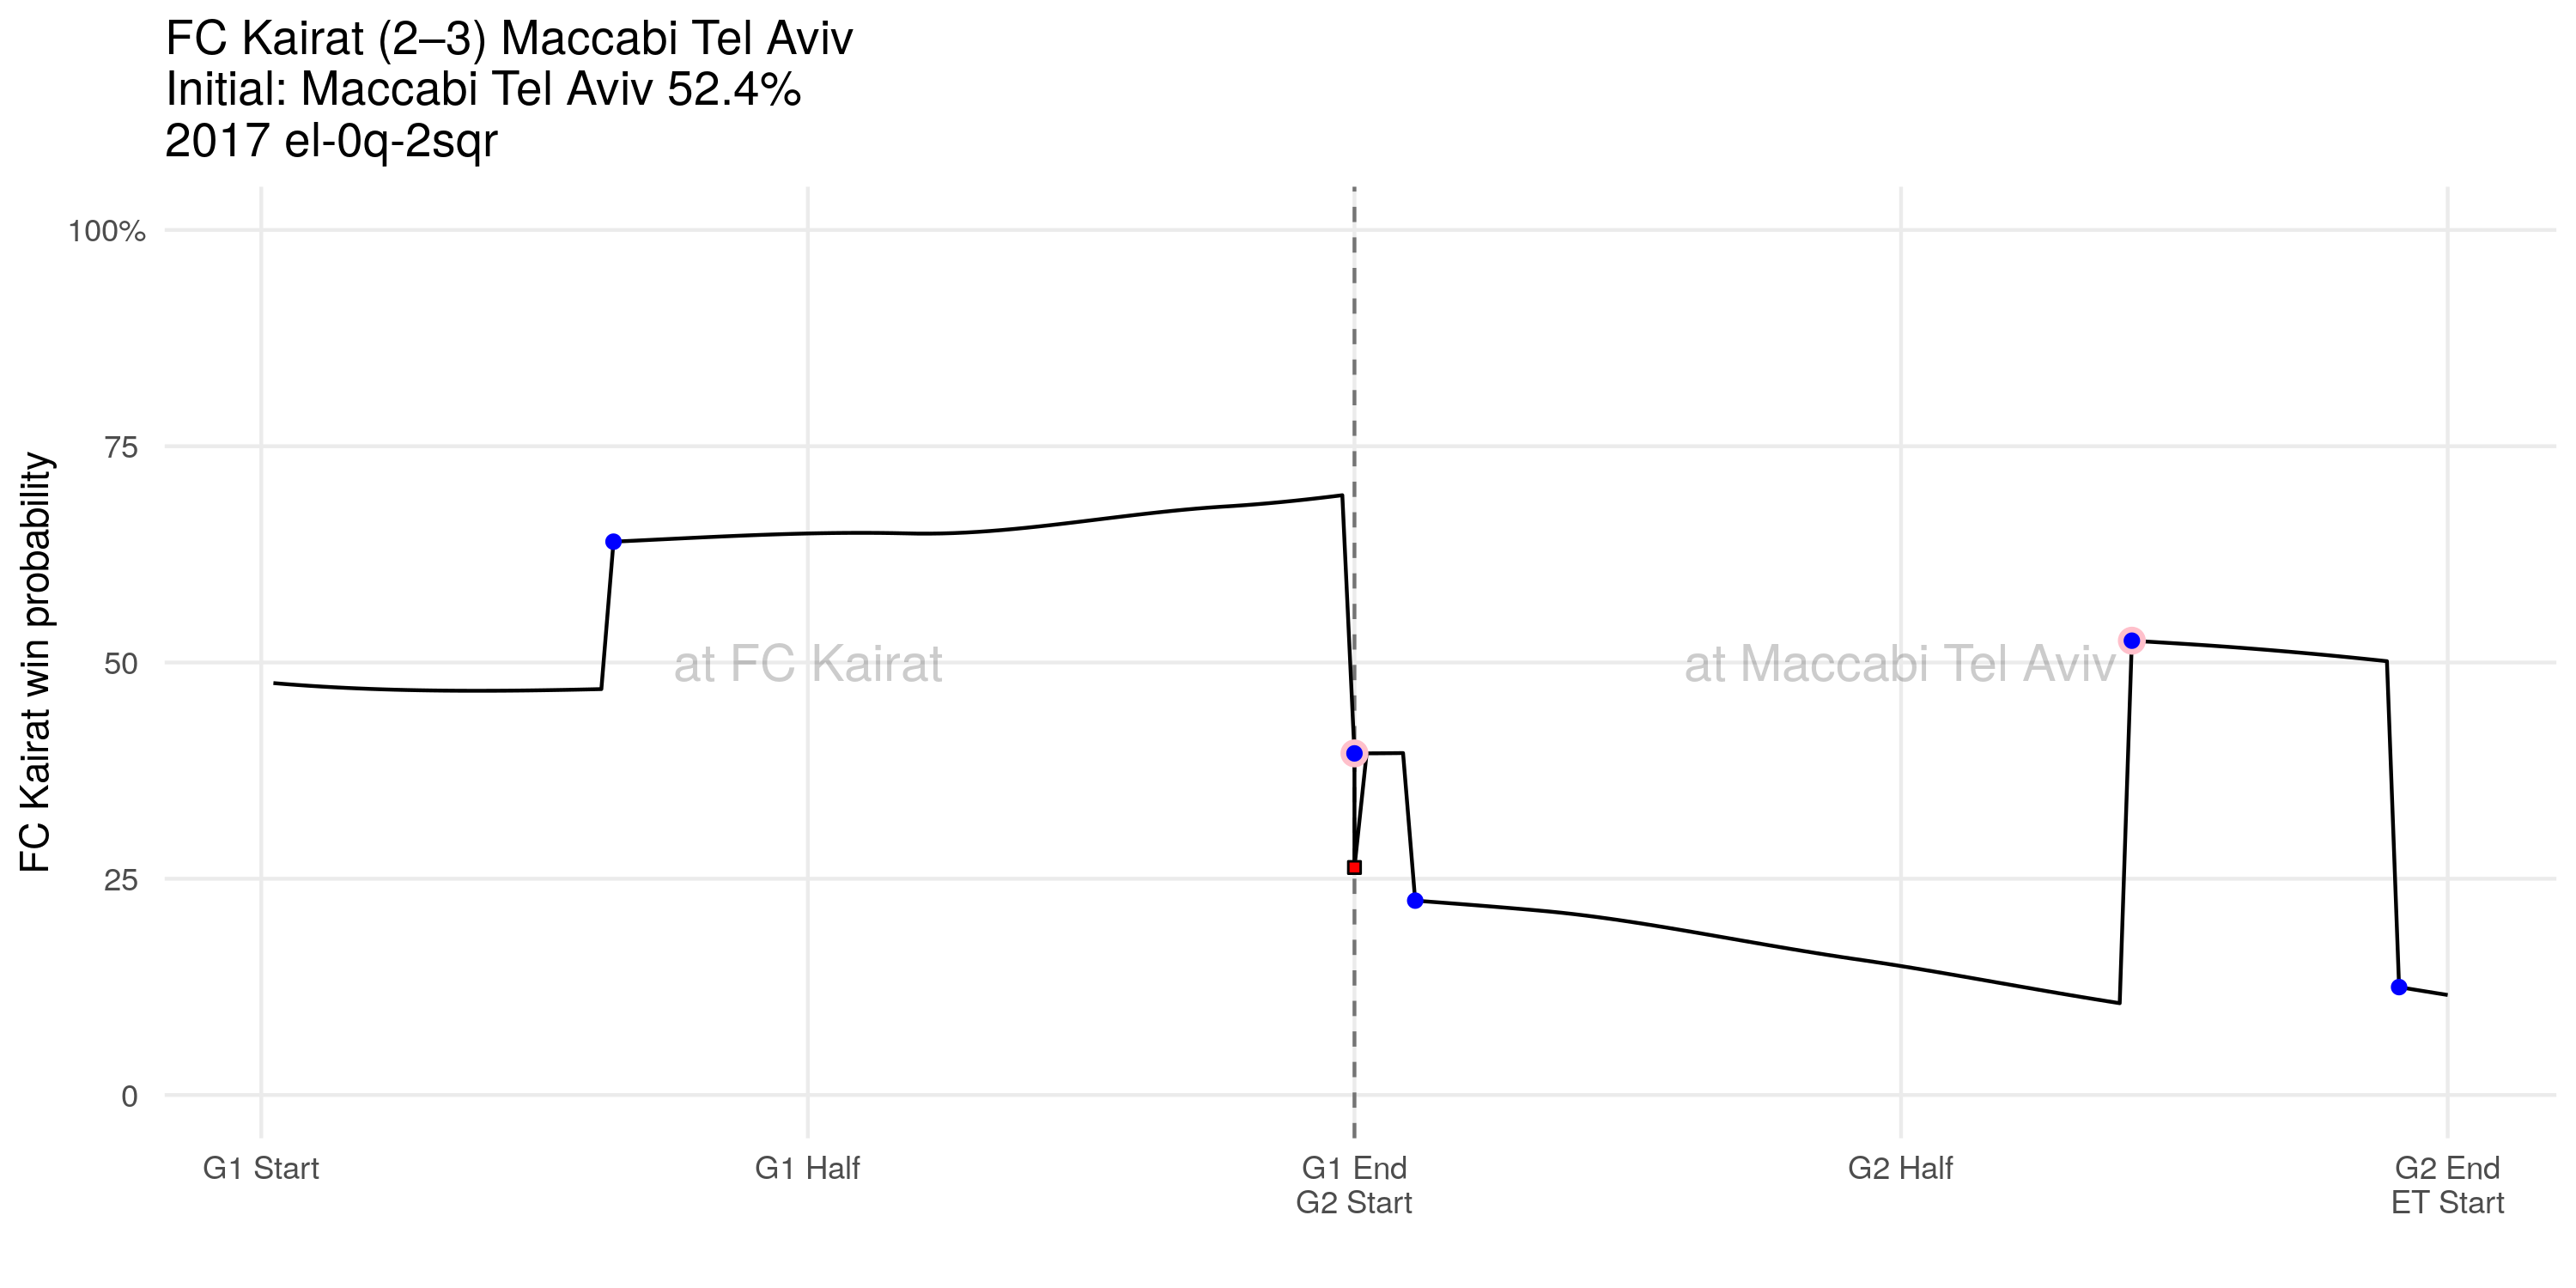 FC Kairat (2–3) Maccabi Tel Aviv
Initial: Maccabi Tel Aviv 52.4%
2017 el-0q-2sqr
FC Kairat win probability
100%
75
50
25
0
at FC Kairat
at Maccabi Tel Aviv
G1 Start
G1 Half
G1 End
G2 Start
G2 Half
G2 End
ET Start